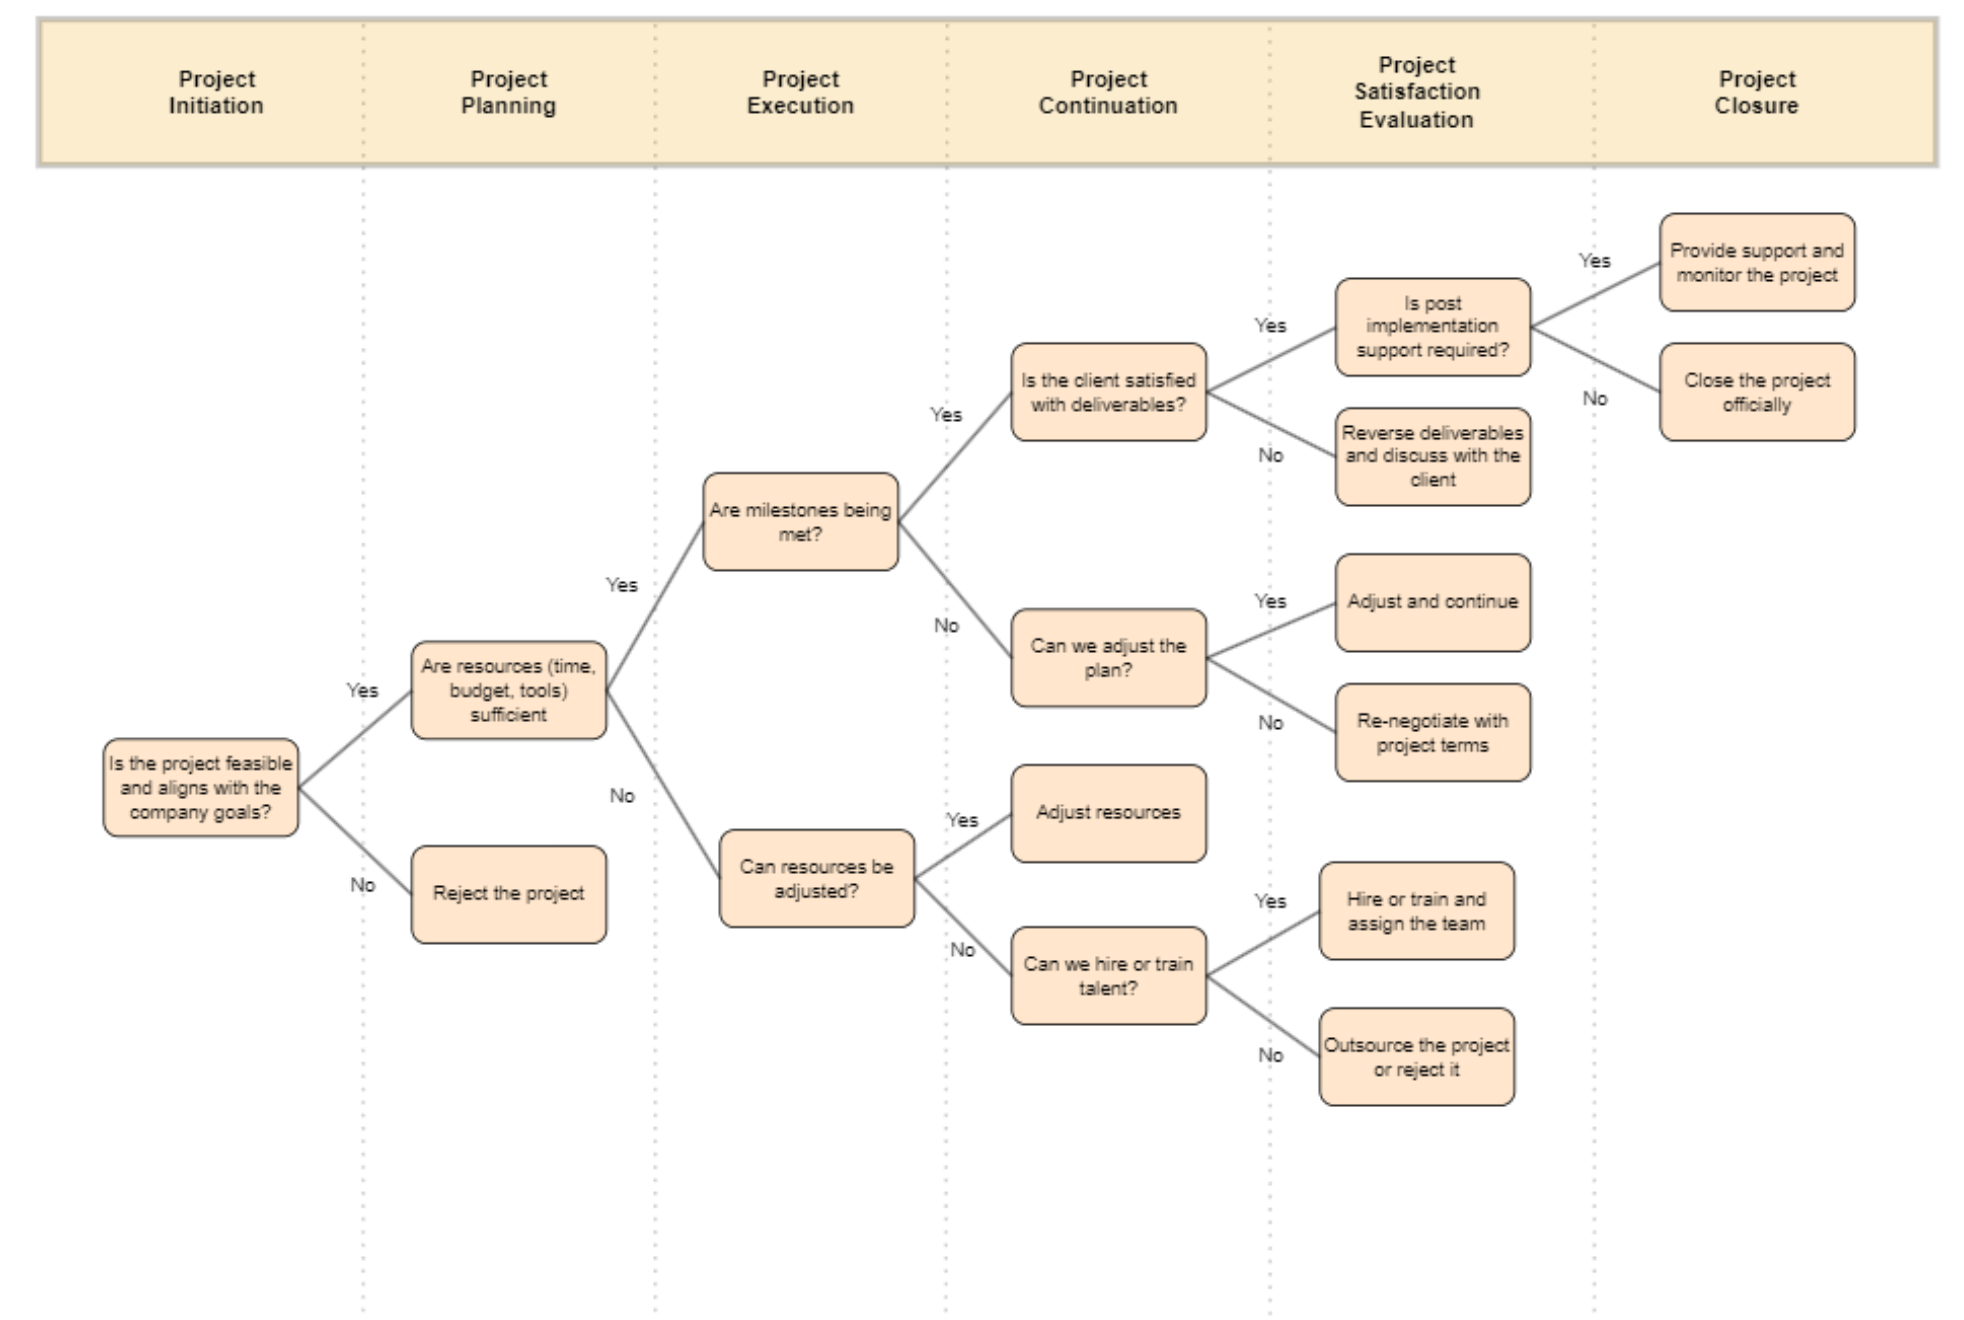 Project
Initiation
Project
Planning
Project
Execution
Project
Continuation
Project
Satisfaction
Evaluation
Project
Closure
Is the project feasible
and aligns with the
company goals?
Yes
No
Are resources (time,
budget, tools)
sufficient
Reject the project
Yes
No
Are milestones being
met?
Can resources be
adjusted?
Yes
No
Yes
No
Is the client satisfied
with deliverables?
Can we adjust the
plan?
Adjust resources
Can we hire or train
talent?
Yes
No
Yes
No
Yes
No
Is post
implementation
support required?
Reverse deliverables
and discuss with the
client
Adjust and continue
Re-negotiate with
project terms
Hire or train and
assign the team
Outsource the project
or reject it
Yes
No
Provide support and
monitor the project
Close the project
officially